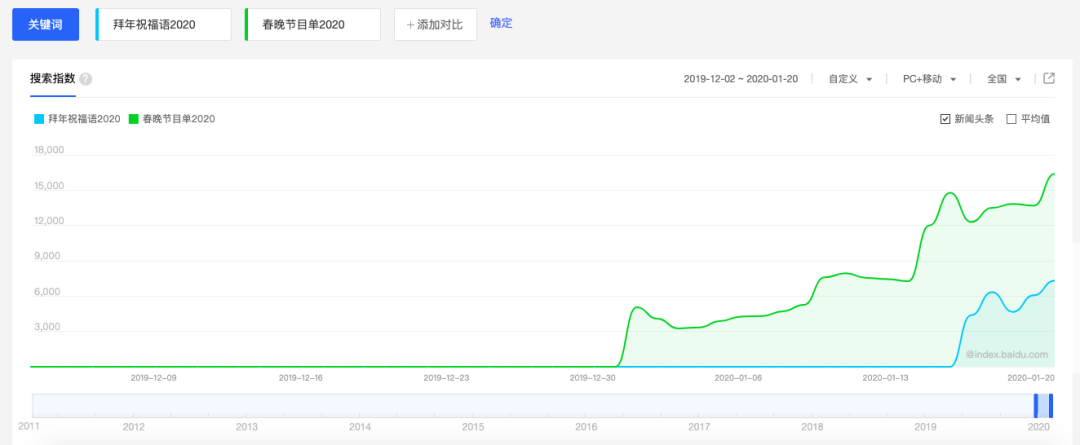 关键词 拜年祝福语2020 春晚节目单2020 + 添加对比 确定
搜索指数 ? 2019-12-02 ~ 2020-01-20 自定义 PC+移动 全国
拜年祝福语2020 春晚节目单2020 新闻头条 平均值
18,000
15,000
12,000
9,000
6,000
3,000
@index.baidu.com
2019-12-09 2019-12-16 2019-12-23 2019-12-30 2020-01-06 2020-01-13 2020-01-20
2011 2012 2013 2014 2015 2016 2017 2018 2019 2020